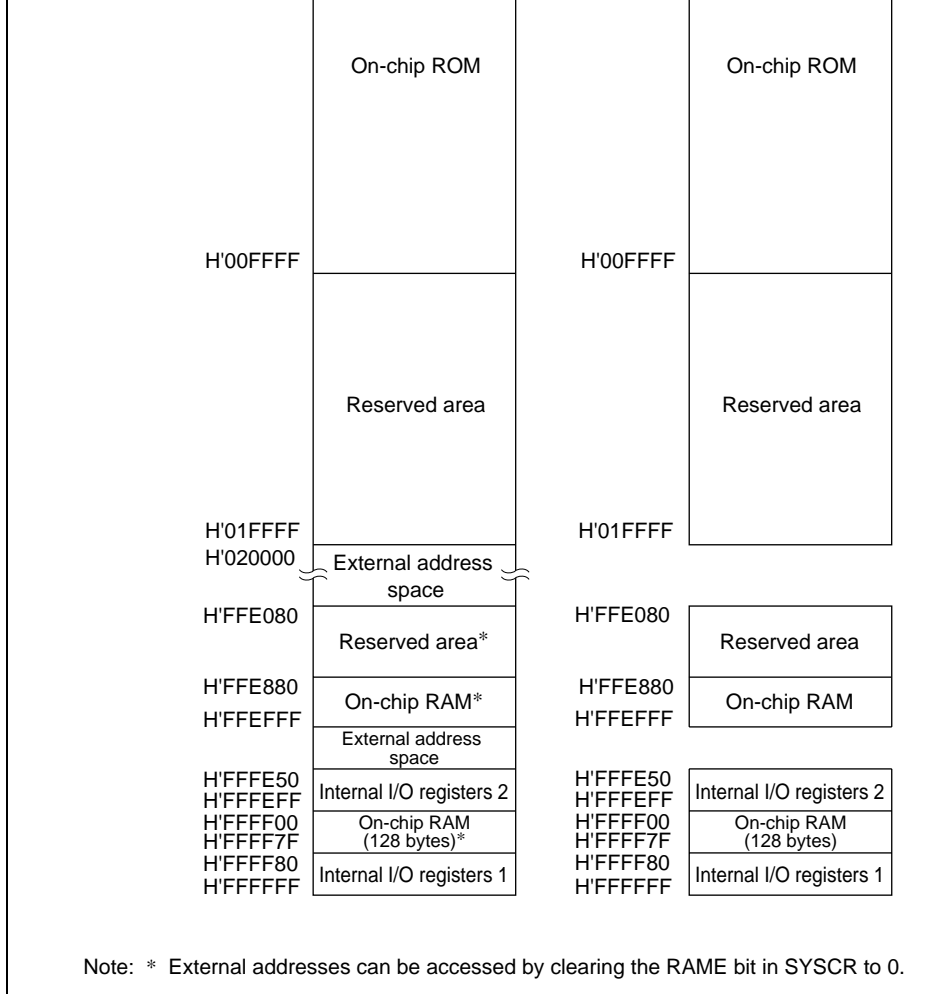 On-chip ROM
On-chip ROM
H'00FFFF
H'00FFFF
Reserved area
Reserved area
H'01FFFF
H'01FFFF
H'020000
External address
space
H'FFE080
H'FFE080
Reserved area*
Reserved area
H'FFE880
H'FFE880
On-chip RAM*
On-chip RAM
H'FFEFFF
H'FFEFFF
External address
space
H'FFFE50
H'FFFE50
Internal I/O registers 2
Internal I/O registers 2
H'FFFEFF
H'FFFEFF
H'FFFF00
H'FFFF00
On-chip RAM
(128 bytes)*
On-chip RAM
(128 bytes)
H'FFFF7F
H'FFFF7F
H'FFFF80
H'FFFF80
Internal I/O registers 1
Internal I/O registers 1
H'FFFFFF
H'FFFFFF
Note: * External addresses can be accessed by clearing the RAME bit in SYSCR to 0.